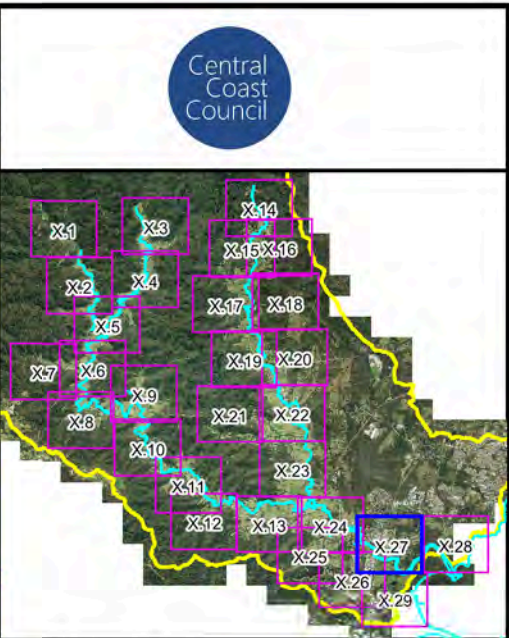 Central
Coast
Council
X.1
X.3
X.14
X.15
X.16
X.2
X.4
X.17
X.18
X.5
X.7
X.6
X.19
X.20
X.9
X.8
X.21
X.22
X.10
X.23
X.11
X.12
X.13
X.24
X.27
X.28
X.25
X.26
X.29